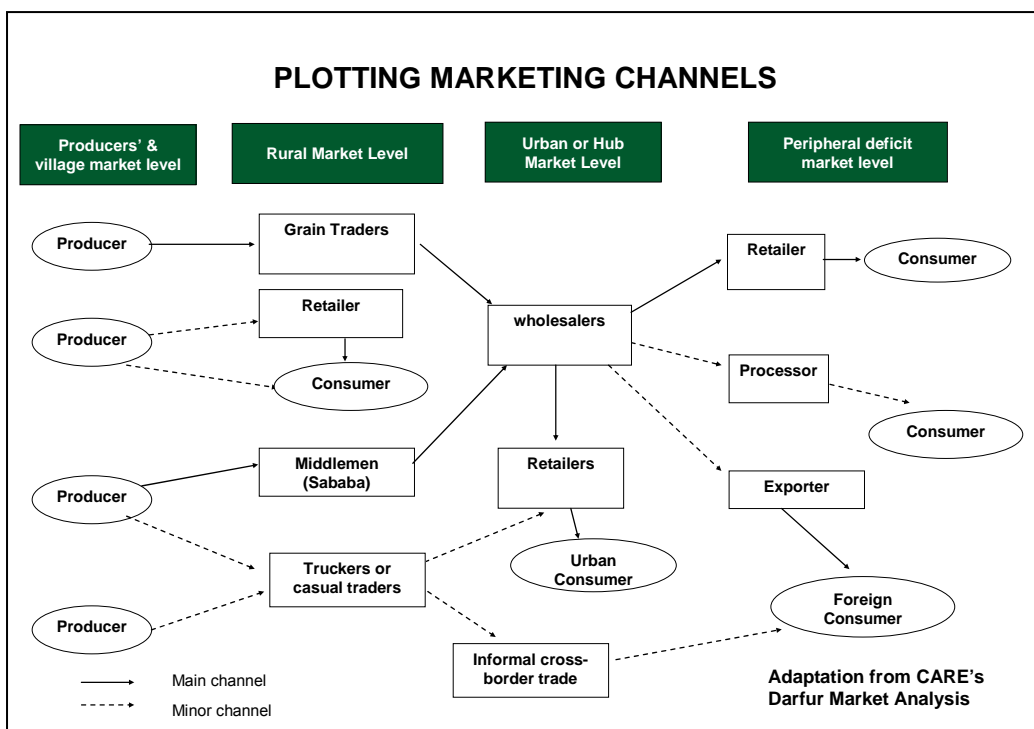 PLOTTING MARKETING CHANNELS
Producers' &
village market level
Rural Market Level
Urban or Hub
Market Level
Peripheral deficit
market level
Producer
Grain Traders
Retailer
Consumer
Producer
Retailer
Consumer
wholesalers
Processor
Consumer
Producer
Middlemen
(Sababa)
Retailers
Exporter
Truckers or
casual traders
Urban
Consumer
Producer
Foreign
Consumer
Informal cross-
border trade
Main channel
Minor channel
Adaptation from CARE's
Darfur Market Analysis